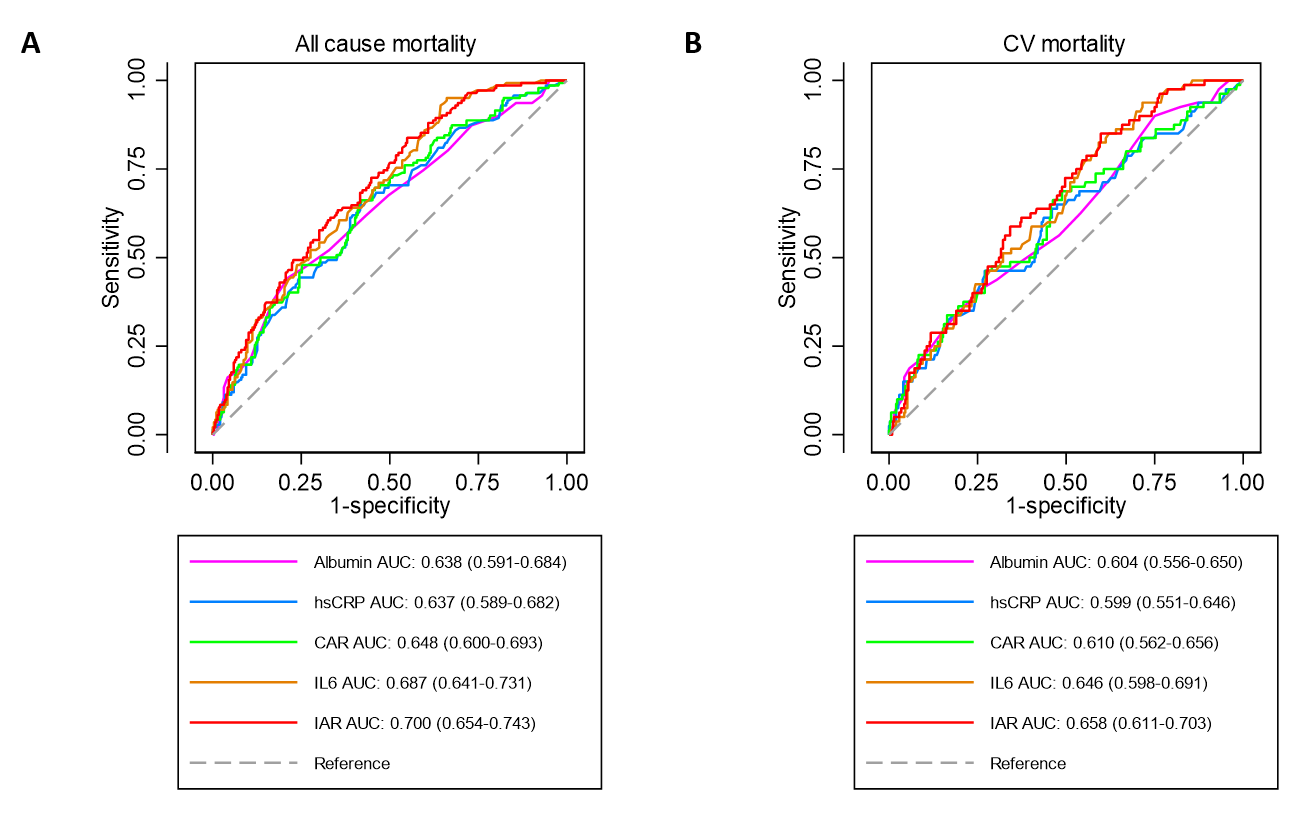 A
All cause mortality
Sensitivity
1.00
0.75
0.50
0.25
0.00
0.00 0.25 0.50 0.75 1.00
1-specificity
Albumin AUC: 0.638 (0.591-0.684)
hsCRP AUC: 0.637 (0.589-0.682)
CAR AUC: 0.648 (0.600-0.693)
IL6 AUC: 0.687 (0.641-0.731)
IAR AUC: 0.700 (0.654-0.743)
Reference
B
CV mortality
Sensitivity
1.00
0.75
0.50
0.25
0.00
0.00 0.25 0.50 0.75 1.00
1-specificity
Albumin AUC: 0.604 (0.556-0.650)
hsCRP AUC: 0.599 (0.551-0.646)
CAR AUC: 0.610 (0.562-0.656)
IL6 AUC: 0.646 (0.598-0.691)
IAR AUC: 0.658 (0.611-0.703)
Reference